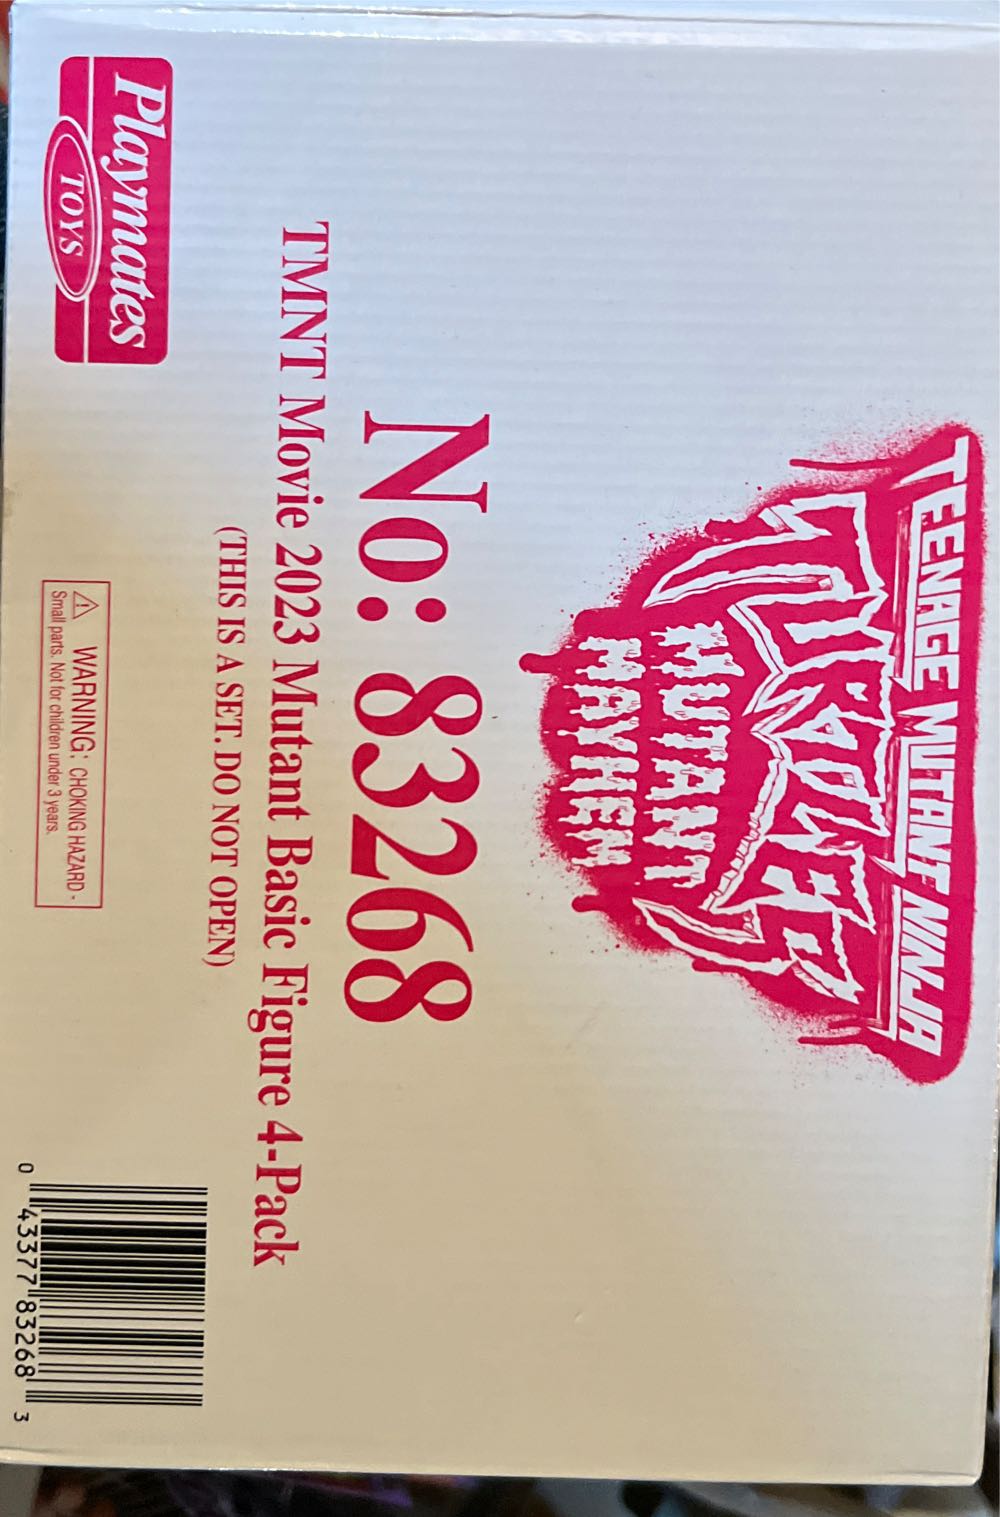 TEENAGE MUTANT NINJA
TURTLES
MUTANT
MAYHEM
No: 83268
TMNT Movie 2023 Mutant Basic Figure 4-Pack
(THIS IS A SET. DO NOT OPEN)
Playmates
TOYS
⚠ WARNING: CHOKING HAZARD -
Small parts. Not for children under 3 years.
0 43377 83268 3